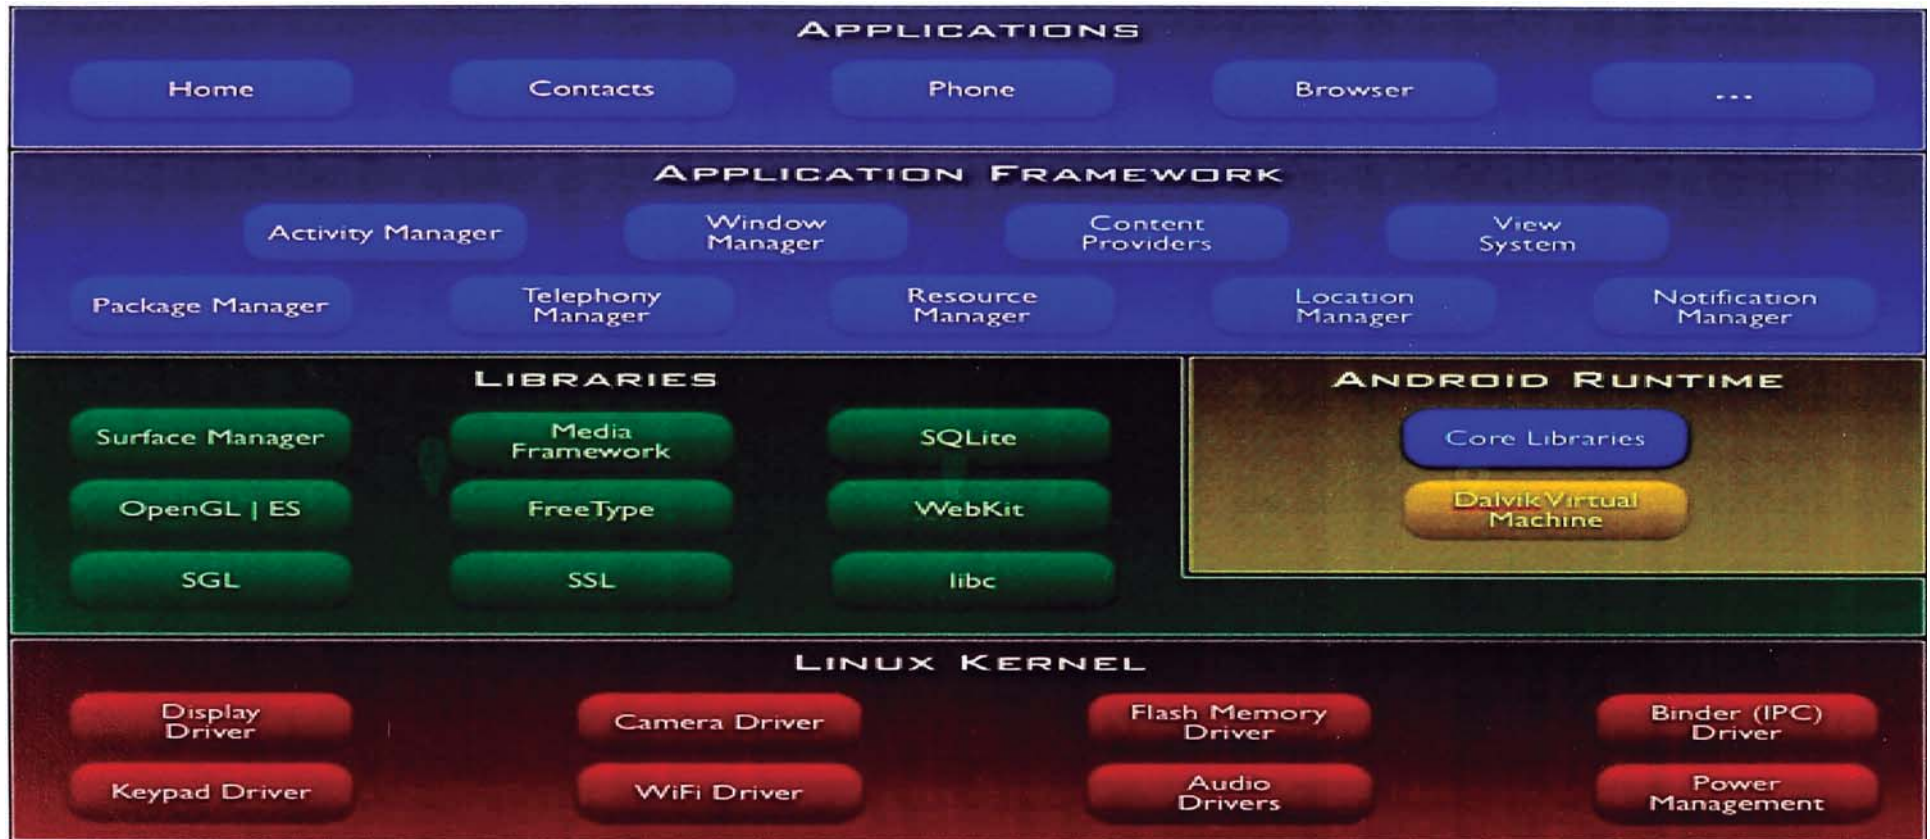 APPLICATIONS
Home
Contacts
Phone
Browser
...
APPLICATION FRAMEWORK
Activity Manager
Window
Manager
Content
Providers
View
System
Package Manager
Telephony
Manager
Resource
Manager
Location
Manager
Notification
Manager
LIBRARIES
Surface Manager
Media
Framework
SQLite
OpenGL | ES
FreeType
WebKit
SGL
SSL
libc
ANDROID RUNTIME
Core Libraries
Dalvik Virtual
Machine
LINUX KERNEL
Display
Driver
Camera Driver
Flash Memory
Driver
Binder (IPC)
Driver
Keypad Driver
WiFi Driver
Audio
Drivers
Power
Management